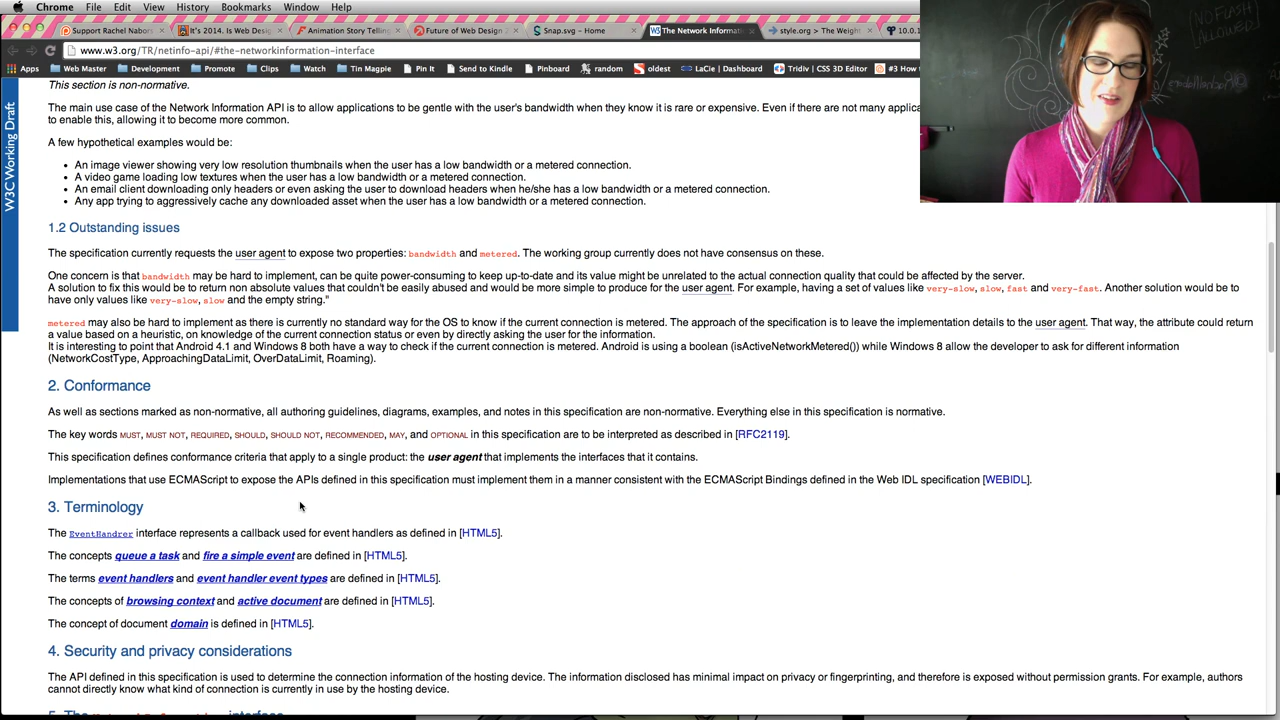 Chrome File Edit View History Bookmarks Window Help
Support Rachel Nabors It's 2014. Is Web Design Animation Story Telling Future of Web Design Snap.svg - Home The Network Information style.org > The Weight 10.0.1
www.w3.org/TR/netinfo-api/#the-networkinformation-interface
Apps Web Master Development Promote Clips Watch Tin Magpie Pin It Send to Kindle Pinboard random oldest LaCie | Dashboard Tridiv | CSS 3D Editor #3 How
W3C Working Draft
This section is non-normative.
The main use case of the Network Information API is to allow applications to be gentle with the user's bandwidth when they know it is rare or expensive. Even if there are not many applic
to enable this, allowing it to become more common.
A few hypothetical examples would be:
An image viewer showing very low resolution thumbnails when the user has a low bandwidth or a metered connection.
A video game loading low textures when the user has a low bandwidth or a metered connection.
An email client downloading only headers or even asking the user to download headers when he/she has a low bandwidth or a metered connection.
Any app trying to aggressively cache any downloaded asset when the user has a low bandwidth or a metered connection.
1.2 Outstanding issues
The specification currently requests the user agent to expose two properties: bandwidth and metered. The working group currently does not have consensus on these.
One concern is that bandwidth may be hard to implement, can be quite power-consuming to keep up-to-date and its value might be unrelated to the actual connection quality that could be affected by the server.
A solution to fix this would be to return non absolute values that couldn't be easily abused and would be more simple to produce for the user agent. For example, having a set of values like very-slow, slow, fast and very-fast. Another solution would be to
have only values like very-slow, slow and the empty string."
metered may also be hard to implement as there is currently no standard way for the OS to know if the current connection is metered. The approach of the specification is to leave the implementation details to the user agent. That way, the attribute could return
a value based on a heuristic, on knowledge of the current connection status or even by directly asking the user for the information.
It is interesting to point that Android 4.1 and Windows 8 both have a way to check if the current connection is metered. Android is using a boolean (isActiveNetworkMetered()) while Windows 8 allow the developer to ask for different information
(NetworkCostType, ApproachingDataLimit, OverDataLimit, Roaming).
2. Conformance
As well as sections marked as non-normative, all authoring guidelines, diagrams, examples, and notes in this specification are non-normative. Everything else in this specification is normative.
The key words MUST, MUST NOT, REQUIRED, SHOULD, SHOULD NOT, RECOMMENDED, MAY, and OPTIONAL in this specification are to be interpreted as described in [RFC2119].
This specification defines conformance criteria that apply to a single product: the user agent that implements the interfaces that it contains.
Implementations that use ECMAScript to expose the APIs defined in this specification must implement them in a manner consistent with the ECMAScript Bindings defined in the Web IDL specification [WEBIDL].
3. Terminology
The EventHandrer interface represents a callback used for event handlers as defined in [HTML5].
The concepts queue a task and fire a simple event are defined in [HTML5].
The terms event handlers and event handler event types are defined in [HTML5].
The concepts of browsing context and active document are defined in [HTML5].
The concept of document domain is defined in [HTML5].
4. Security and privacy considerations
The API defined in this specification is used to determine the connection information of the hosting device. The information disclosed has minimal impact on privacy or fingerprinting, and therefore is exposed without permission grants. For example, authors
cannot directly know what kind of connection is currently in use by the hosting device.